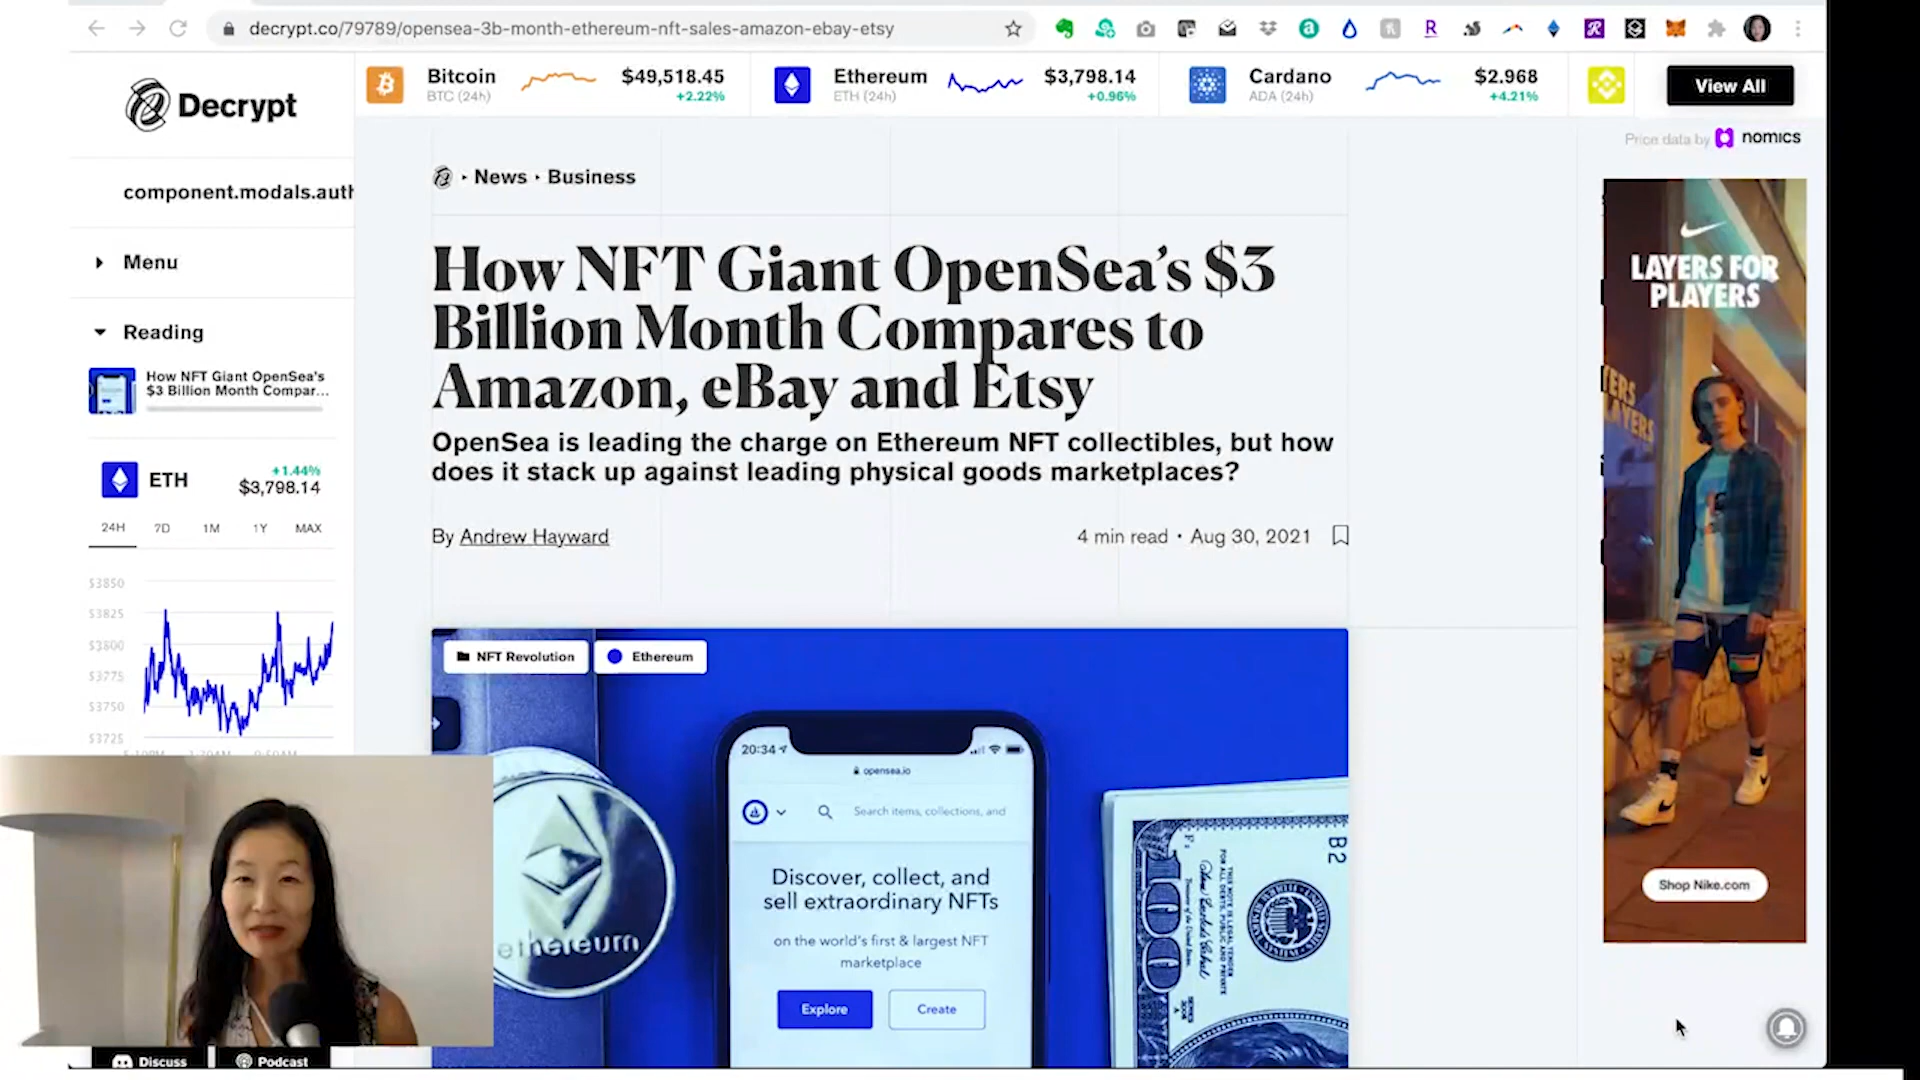 decrypt.co/79789/opensea-3b-month-ethereum-nft-sales-amazon-ebay-etsy
Decrypt
Bitcoin
BTC (24h)
$49,518.45
+2.22%
Ethereum
ETH (24h)
$3,798.14
+0.96%
Cardano
ADA (24h)
$2.968
+4.21%
View All
Price data by nomics
component.modals.auth
Menu
Reading
How NFT Giant OpenSea's
$3 Billion Month Compar...
ETH
+1.44%
$3,798.14
24H 7D 1M 1Y MAX
$3850
$3825
$3800
$3775
$3750
$3725
Discuss
Podcast
News · Business
How NFT Giant OpenSea's $3
Billion Month Compares to
Amazon, eBay and Etsy
OpenSea is leading the charge on Ethereum NFT collectibles, but how
does it stack up against leading physical goods marketplaces?
By Andrew Hayward
4 min read · Aug 30, 2021
NFT Revolution
Ethereum
ethereum
20:34
opensea.io
Search items, collections, and
Discover, collect, and
sell extraordinary NFTs
on the world's first & largest NFT
marketplace
Explore
Create
100
B2
LAYERS FOR
PLAYERS
Shop Nike.com